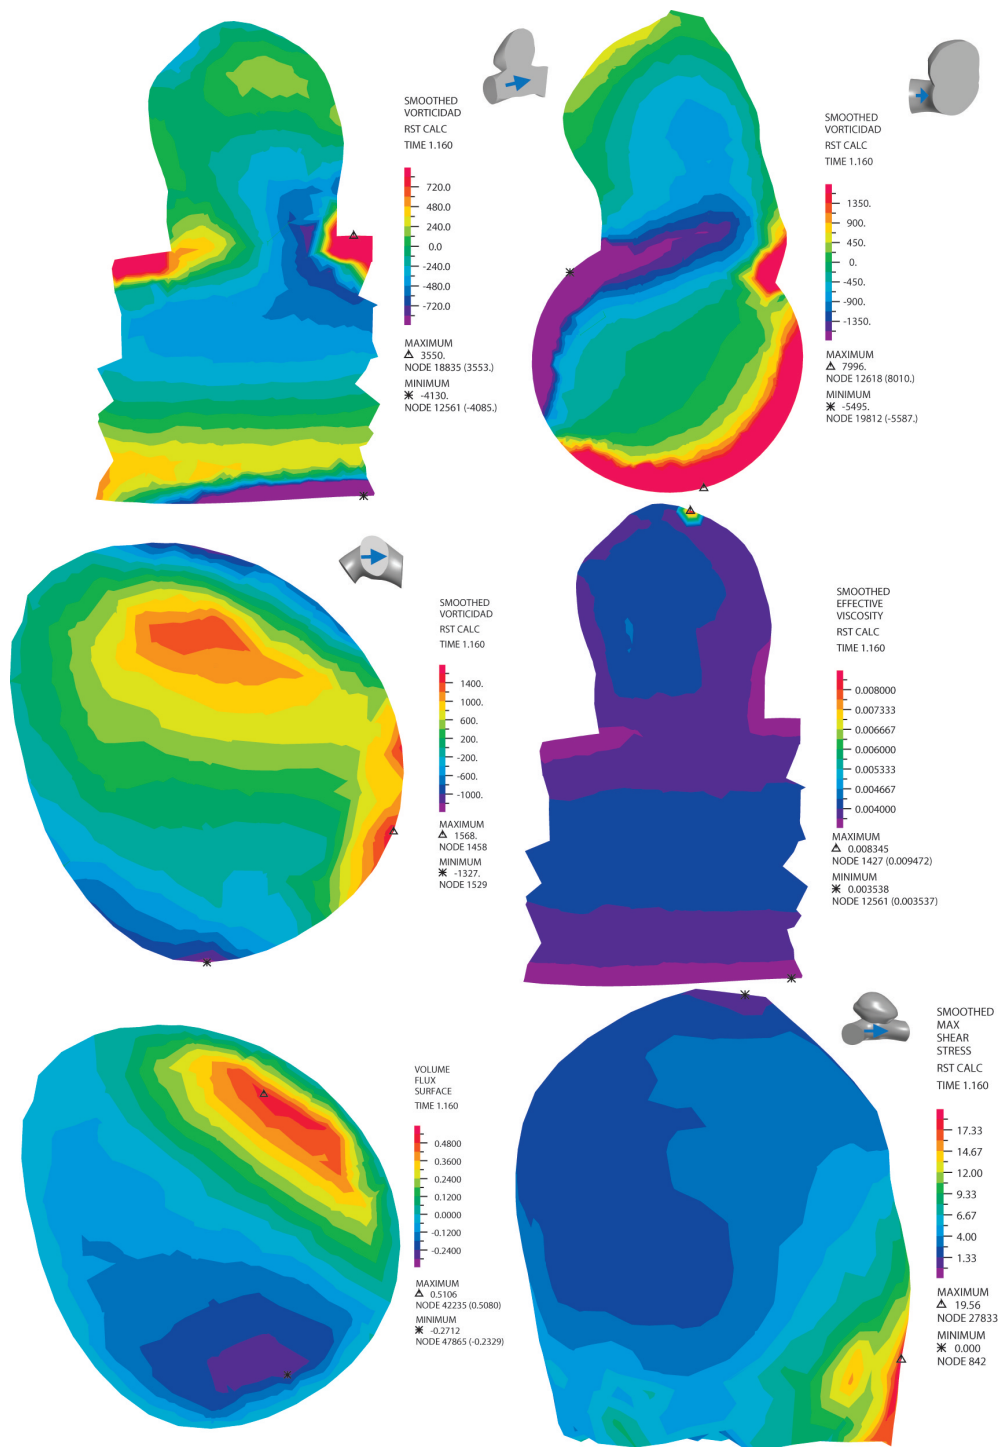 SMOOTHED
VORTICIDAD
RST CALC
TIME 1.160
720.0
480.0
240.0
0.0
-240.0
-480.0
-720.0
MAXIMUM
3550.
NODE 18835 (3553.)
MINIMUM
-4130.
NODE 12561 (-4085.)
SMOOTHED
VORTICIDAD
RST CALC
TIME 1.160
1350.
900.
450.
0.
-450.
-900.
-1350.
MAXIMUM
7996.
NODE 12618 (8010.)
MINIMUM
-5495.
NODE 19812 (-5587.)
SMOOTHED
VORTICIDAD
RST CALC
TIME 1.160
1400.
1000.
600.
200.
-200.
-600.
-1000.
MAXIMUM
1568.
NODE 1458
MINIMUM
-1327.
NODE 1529
SMOOTHED
EFFECTIVE
VISCOSITY
RST CALC
TIME 1.160
0.008000
0.007333
0.006667
0.006000
0.005333
0.004667
0.004000
MAXIMUM
0.008345
NODE 1427 (0.009472)
MINIMUM
0.003538
NODE 12561 (0.003537)
VOLUME
FLUX
SURFACE
TIME 1.160
0.4800
0.3600
0.2400
0.1200
0.0000
-0.1200
-0.2400
MAXIMUM
0.5106
NODE 42235 (0.5080)
MINIMUM
-0.2712
NODE 47865 (-0.2329)
SMOOTHED
MAX
SHEAR
STRESS
RST CALC
TIME 1.160
17.33
14.67
12.00
9.33
6.67
4.00
1.33
MAXIMUM
19.56
NODE 27833
MINIMUM
0.000
NODE 842